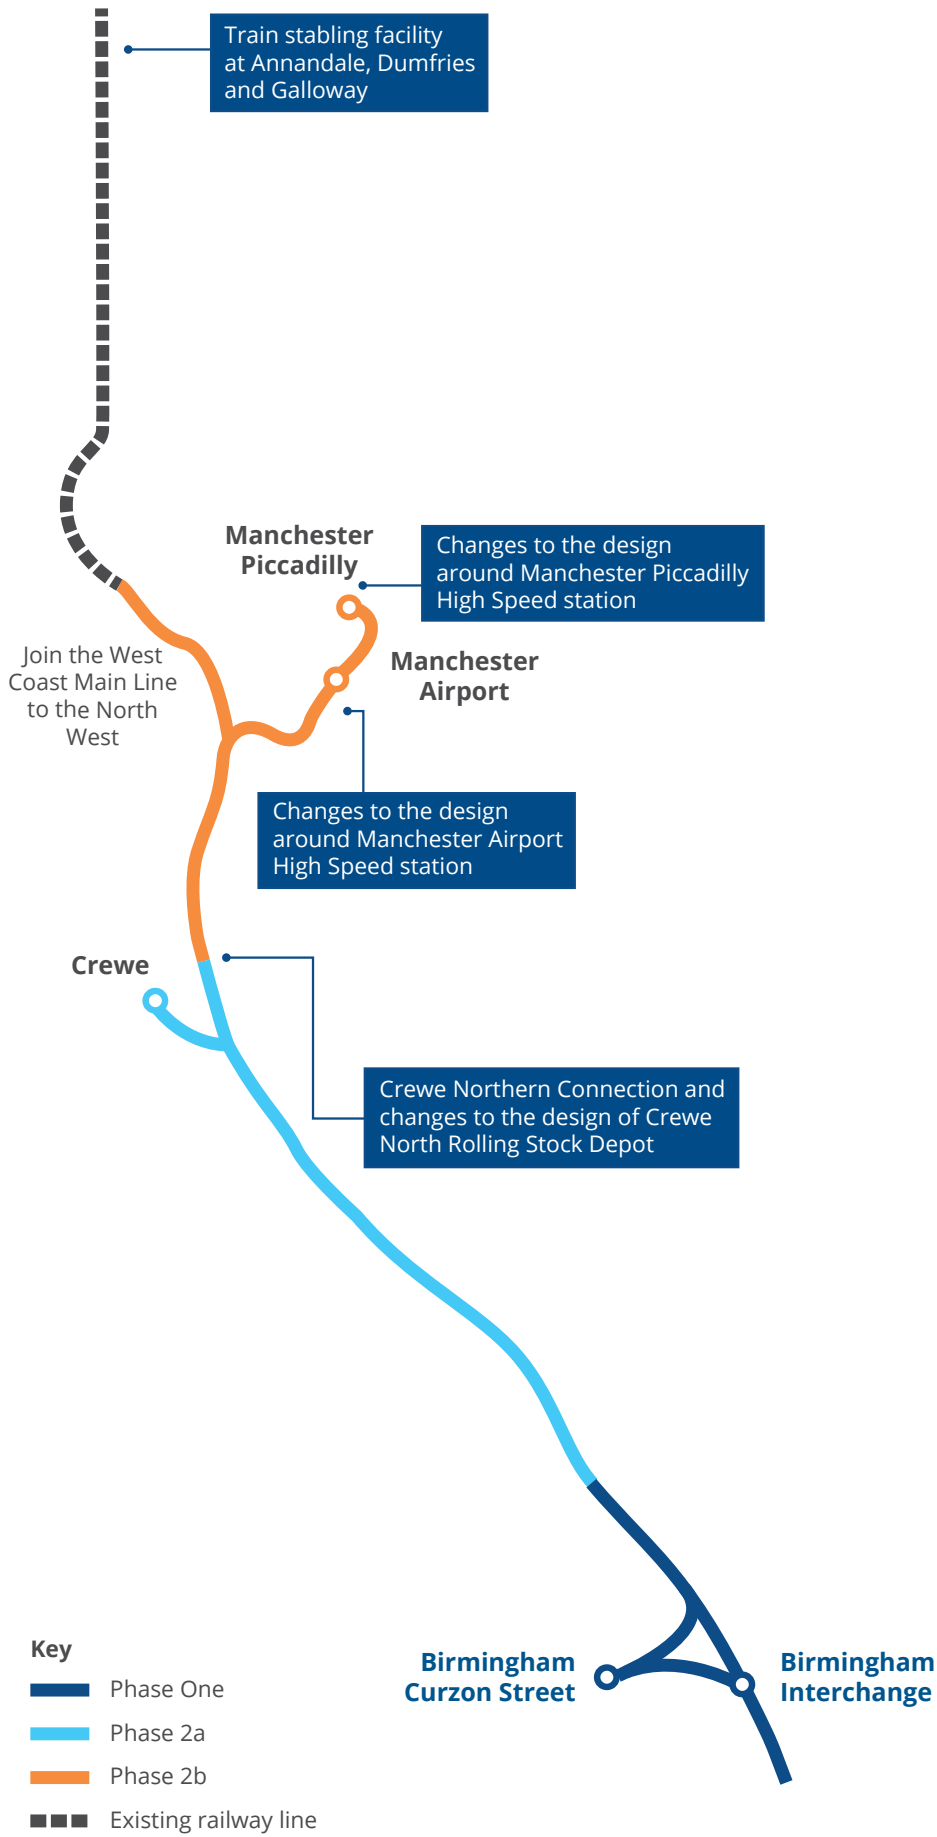 Train stabling facility
at Annandale, Dumfries
and Galloway
Manchester
Piccadilly
Changes to the design
around Manchester Piccadilly
High Speed station
Join the West
Coast Main Line
to the North
West
Manchester
Airport
Changes to the design
around Manchester Airport
High Speed station
Crewe
Crewe Northern Connection and
changes to the design of Crewe
North Rolling Stock Depot
Birmingham
Curzon Street
Birmingham
Interchange
Key
Phase One
Phase 2a
Phase 2b
Existing railway line